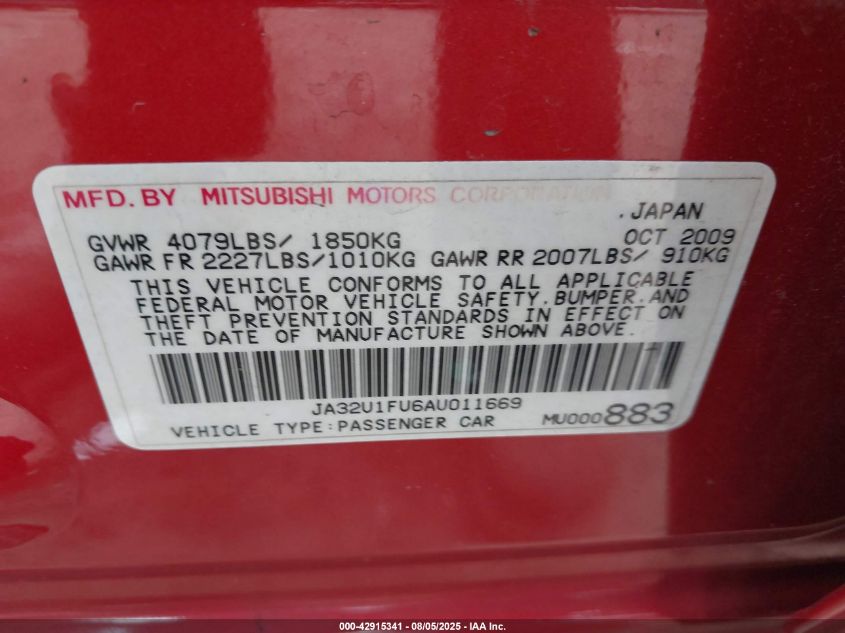 MFD. BY MITSUBISHI MOTORS CORPORATION
.JAPAN
GVWR 4079LBS/ 1850KG OCT 2009
GAWR FR 2227LBS/1010KG GAWR RR 2007LBS/ 910KG
THIS VEHICLE CONFORMS TO ALL APPLICABLE
FEDERAL MOTOR VEHICLE SAFETY.BUMPER.AND
THEFT PREVENTION STANDARDS IN EFFECT ON
THE DATE OF MANUFACTURE SHOWN ABOVE.
JA32U1FU6AU011669
VEHICLE TYPE:PASSENGER CAR MU000883
000-42915341 - 08/05/2025 - IAA Inc.